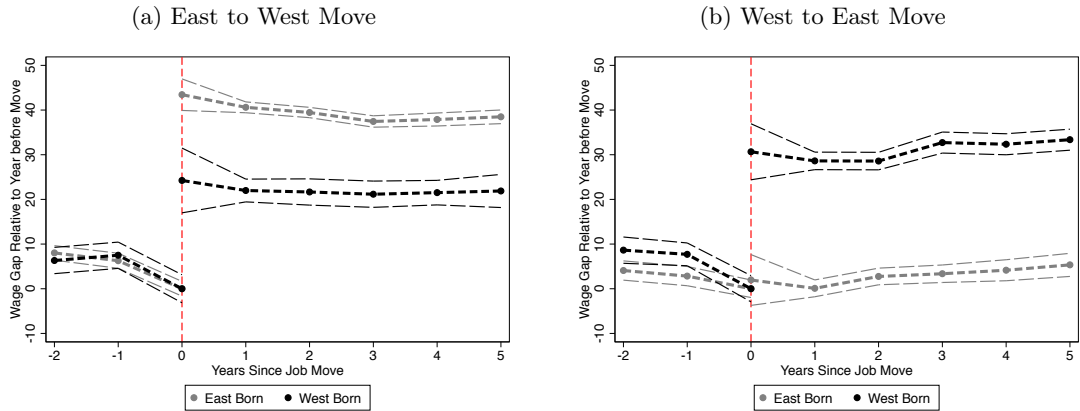 (a) East to West Move
Wage Gap Relative to Year before Move
50
40
30
20
10
0
-10
-2 -1 0 1 2 3 4 5
Years Since Job Move
East Born West Born
(b) West to East Move
Wage Gap Relative to Year before Move
50
40
30
20
10
0
-10
-2 -1 0 1 2 3 4 5
Years Since Job Move
East Born West Born